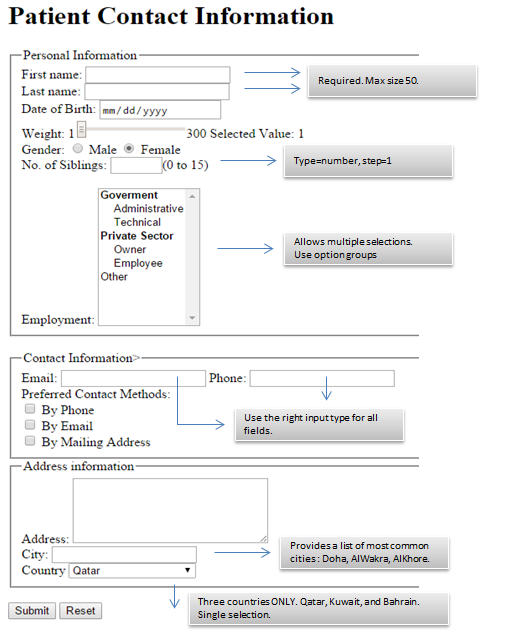 Patient Contact Information
Personal Information
First name:
Last name:
Required. Max size 50.
Date of Birth: mm/dd/yyyy
Weight: 1 300 Selected Value: 1
Gender: Male Female
No. of Siblings: (0 to 15)
Type=number, step=1
Goverment
Administrative
Technical
Private Sector
Owner
Employee
Other
Allows multiple selections.
Use option groups
Employment:
Contact Information>
Email: Phone:
Preferred Contact Methods:
By Phone
By Email
By Mailing Address
Use the right input type for all
fields.
Address information
Address:
City:
Country Qatar
Provides a list of most common
cities : Doha, AlWakra, AlKhore.
Submit Reset
Three countries ONLY. Qatar, Kuwait, and Bahrain.
Single selection.